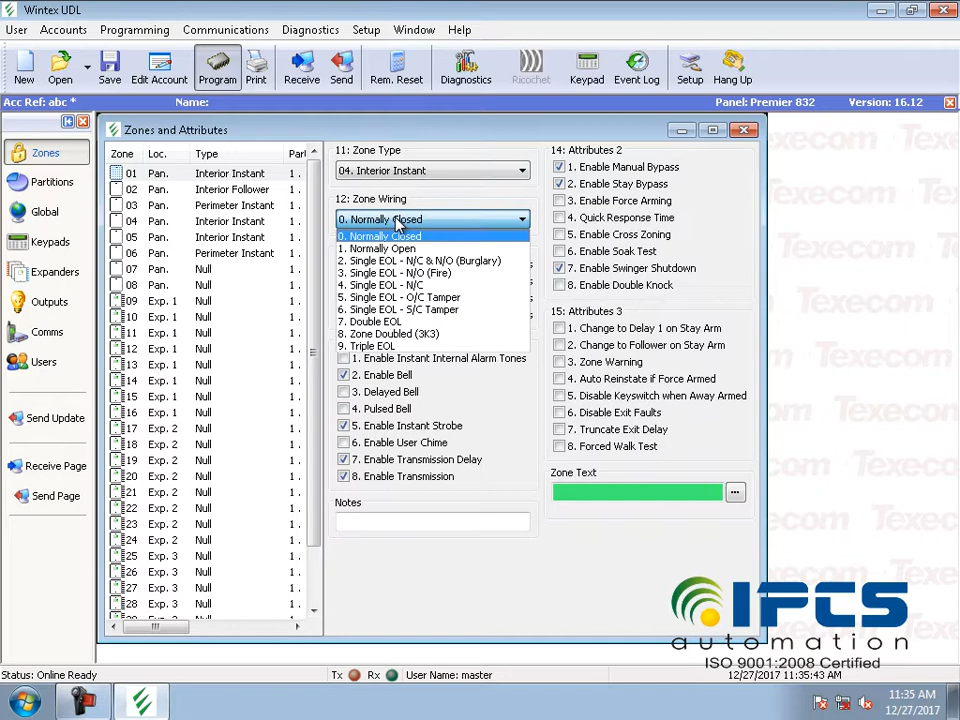 Wintex UDL
User Accounts Programming Communications Diagnostics Setup Window Help
New Open Save Edit Account Program Print Receive Send Rem. Reset Diagnostics Ricochet Keypad Event Log Setup Hang Up
Acc Ref: abc * Name: Panel: Premier 832 Version: 16.12
Zones
Partitions
Global
Keypads
Expanders
Outputs
Comms
Users
Send Update
Receive Page
Send Page
Zones and Attributes
Zone Loc. Type Parl
01 Pan. Interior Instant 1 .
02 Pan. Interior Follower 1 .
03 Pan. Perimeter Instant 1 .
04 Pan. Interior Instant 1 .
05 Pan. Interior Instant 1 .
06 Pan. Perimeter Instant 1 .
07 Pan. Null 1 .
08 Pan. Null 1 .
09 Exp. 1 Null 1 .
10 Exp. 1 Null 1 .
11 Exp. 1 Null 1 .
12 Exp. 1 Null 1 .
13 Exp. 1 Null 1 .
14 Exp. 1 Null 1 .
15 Exp. 1 Null 1 .
16 Exp. 1 Null 1 .
17 Exp. 2 Null 1 .
18 Exp. 2 Null 1 .
19 Exp. 2 Null 1 .
20 Exp. 2 Null 1 .
21 Exp. 2 Null 1 .
22 Exp. 2 Null 1 .
23 Exp. 2 Null 1 .
24 Exp. 2 Null 1 .
25 Exp. 3 Null 1 .
26 Exp. 3 Null 1 .
27 Exp. 3 Null 1 .
28 Exp. 3 Null 1 .
11: Zone Type
04. Interior Instant
12: Zone Wiring
0. Normally Closed
0. Normally Closed
1. Normally Open
2. Single EOL - N/C & N/O (Burglary)
3. Single EOL - N/O (Fire)
4. Single EOL - N/C
5. Single EOL - O/C Tamper
6. Single EOL - S/C Tamper
7. Double EOL
8. Zone Doubled (3K3)
9. Triple EOL
1. Enable Instant Internal Alarm Tones
2. Enable Bell
3. Delayed Bell
4. Pulsed Bell
5. Enable Instant Strobe
6. Enable User Chime
7. Enable Transmission Delay
8. Enable Transmission
Notes
14: Attributes 2
1. Enable Manual Bypass
2. Enable Stay Bypass
3. Enable Force Arming
4. Quick Response Time
5. Enable Cross Zoning
6. Enable Soak Test
7. Enable Swinger Shutdown
8. Enable Double Knock
15: Attributes 3
1. Change to Delay 1 on Stay Arm
2. Change to Follower on Stay Arm
3. Zone Warning
4. Auto Reinstate if Force Armed
5. Disable Keyswitch when Away Armed
6. Disable Exit Faults
7. Truncate Exit Delay
8. Forced Walk Test
Zone Text
...
Texecom
IPCS
automation
ISO 9001:2008 Certified
Status: Online Ready Tx Rx User Name: master 12/27/2017 11:35:43 AM
11:35 AM
12/27/2017